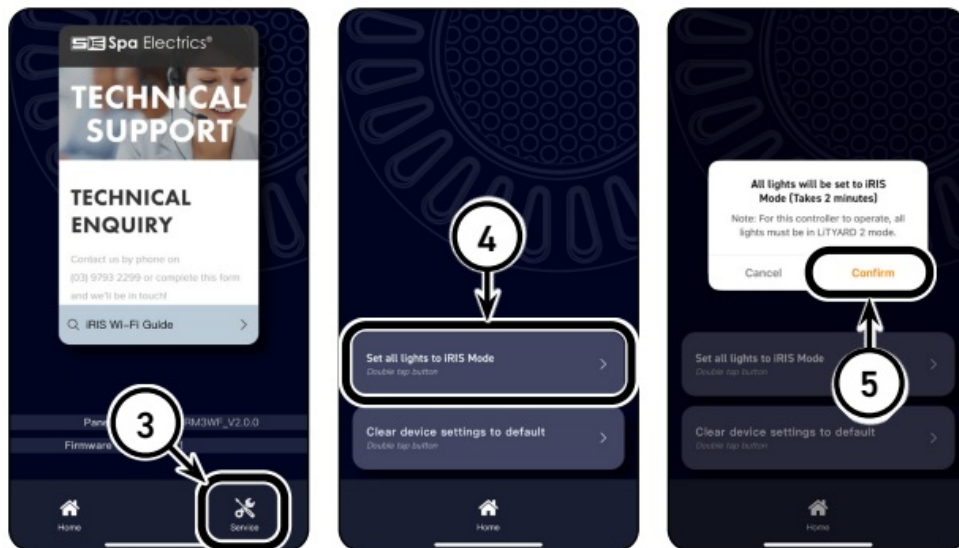 SE Spa Electrics®
TECHNICAL
SUPPORT
TECHNICAL
ENQUIRY
Contact us by phone on
(03) 9793 2299 or complete this form
and we'll be in touch!
iRIS Wi-Fi Guide
RM3WF_V2.0.0
Firmware
3
Home
Service
4
Set all lights to iRIS Mode
Double tap button
Clear device settings to default
Double tap button
Home
All lights will be set to iRIS
Mode (Takes 2 minutes)
Note: For this controller to operate, all
lights must be in LiTYARD 2 mode.
Cancel
Confirm
Set all lights to iRIS Mode
Double tap button
5
Clear device settings to default
Double tap button
Home